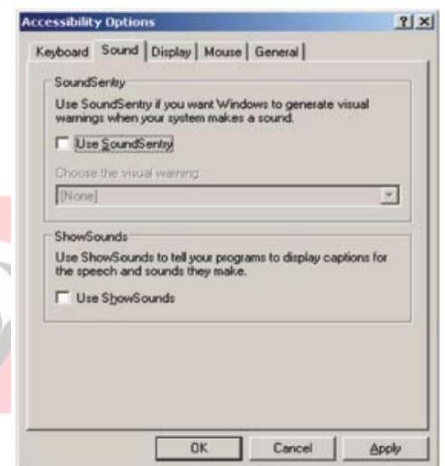 Accessibility Options
Keyboard Sound Display Mouse General
SoundSentry
Use SoundSentry if you want Windows to generate visual
warnings when your system makes a sound.
Use SoundSentry
Choose the visual warning:
[None]
ShowSounds
Use ShowSounds to tell your programs to display captions for
the speech and sounds they make.
Use ShowSounds
OK Cancel Apply